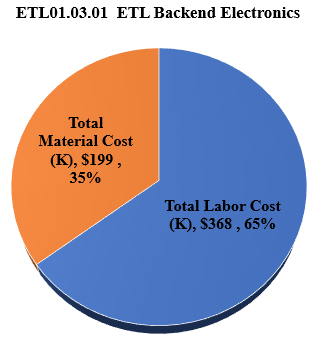 ETL01.03.01 ETL Backend Electronics
Total
Material Cost
(K), $199 ,
35%
Total Labor Cost
(K), $368 , 65%